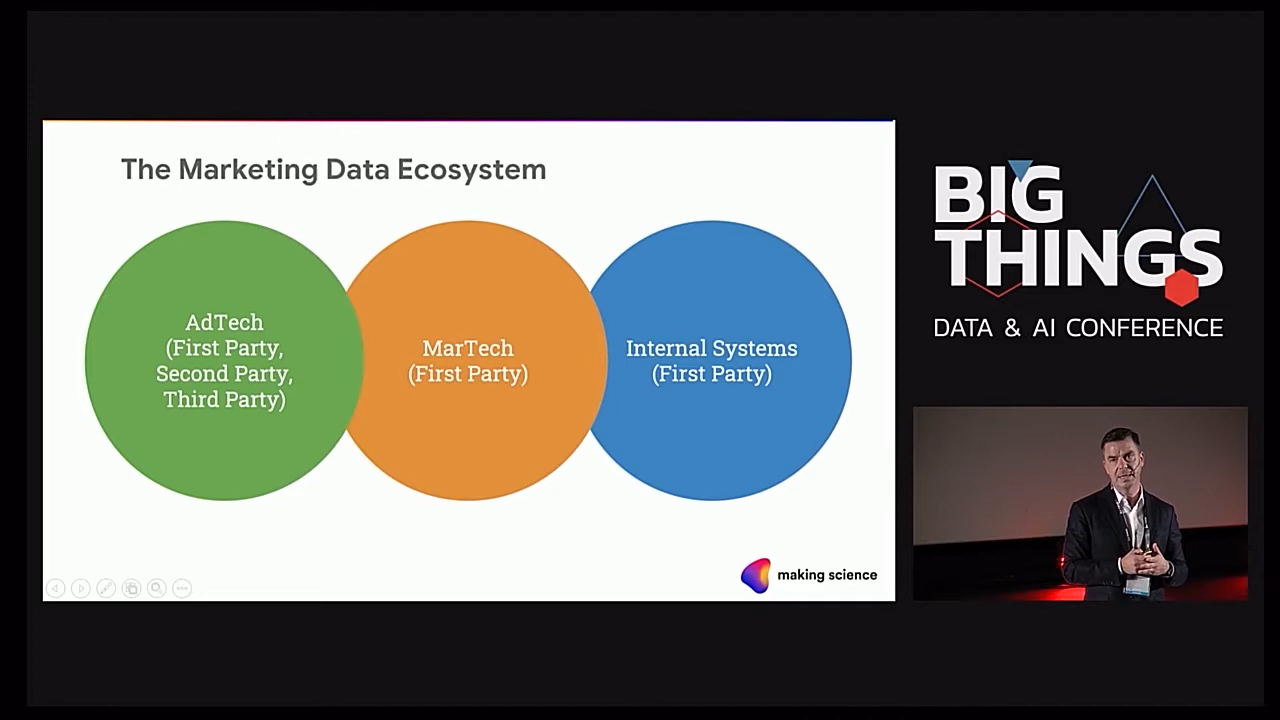 The Marketing Data Ecosystem
AdTech
(First Party,
Second Party,
Third Party)
MarTech
(First Party)
Internal Systems
(First Party)
making science
BIG
THINGS
DATA & AI CONFERENCE